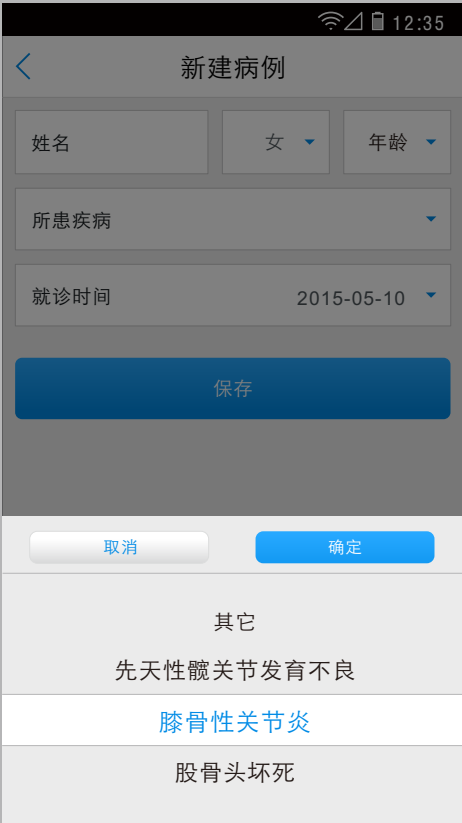 12:35
新建病例
姓名 女 年龄
所患疾病
就诊时间 2015-05-10
保存
取消 确定
其它
先天性髋关节发育不良
膝骨性关节炎
股骨头坏死